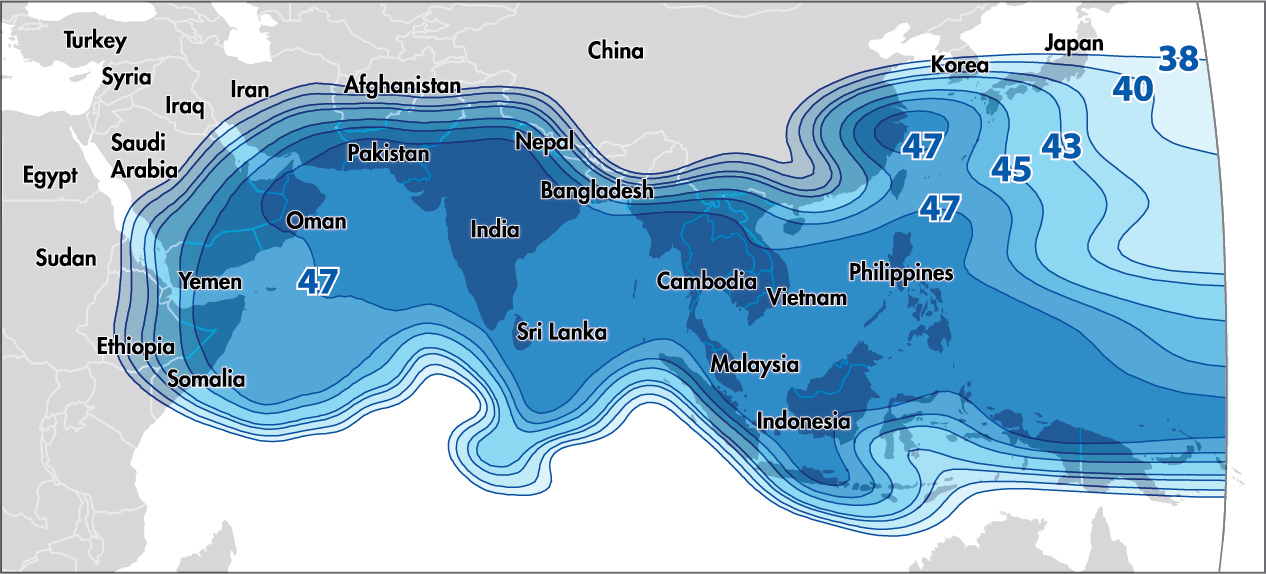 Turkey
China
Japan
38
Syria
Korea
Iran
Afghanistan
40
Iraq
Saudi
Arabia
Nepal
47
43
Pakistan
45
Egypt
Bangladesh
47
Oman
India
Sudan
Yemen
47
Cambodia
Philippines
Vietnam
Sri Lanka
Ethiopia
Malaysia
Somalia
Indonesia